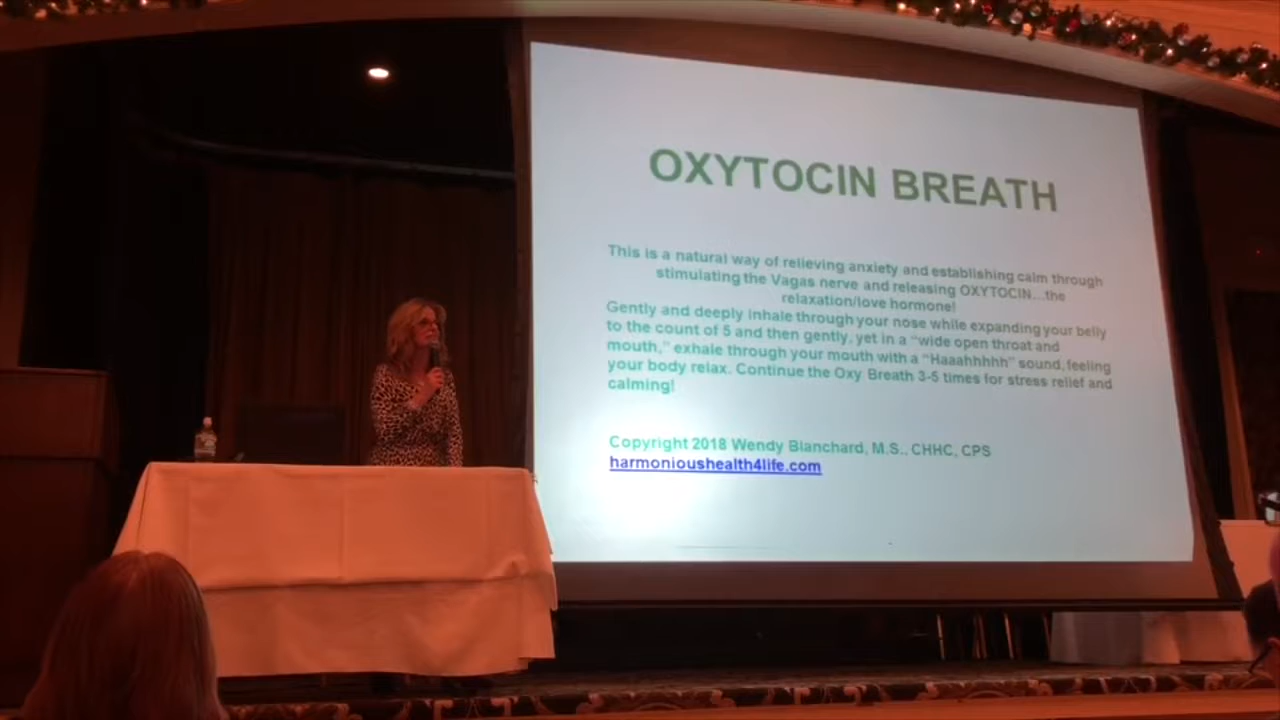 OXYTOCIN BREATH
This is a natural way of relieving anxiety and establishing calm through
stimulating the Vagas nerve and releasing OXYTOCIN...the
relaxation/love hormone!
Gently and deeply inhale through your nose while expanding your belly
to the count of 5 and then gently, yet in a “wide open throat and
mouth,” exhale through your mouth with a “Haaahhhhh” sound, feeling
your body relax. Continue the Oxy Breath 3-5 times for stress relief and
calming!
Copyright 2018 Wendy Blanchard, M.S., CHHC, CPS
harmonioushealth4life.com